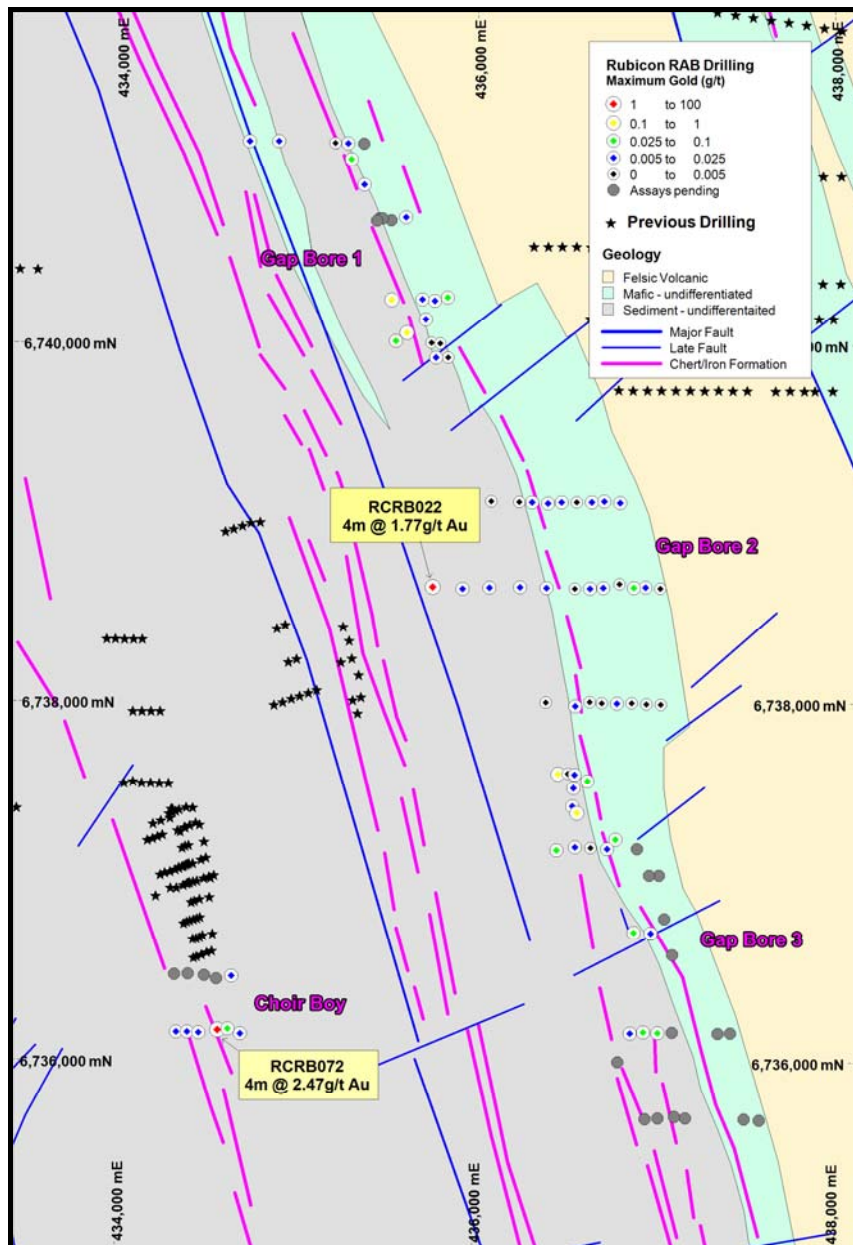 434,000 mE
436,000 mE
438,000 mE
Rubicon RAB Drilling
Maximum Gold (g/t)
1 to 100
0.1 to 1
0.025 to 0.1
0.005 to 0.025
0 to 0.005
Assays pending
Previous Drilling
Geology
Felsic Volcanic
Mafic - undifferentiated
Sediment - undifferentaited
Major Fault
Late Fault
Chert/Iron Formation
Gap Bore 1
6,740,000 mN
00 mN
RCRB022
4m @ 1.77g/t Au
Gap Bore 2
6,738,000 mN
6,738,000 mN
Gap Bore 3
Choir Boy
6,736,000 mN
6,736,000 mN
RCRB072
4m @ 2.47g/t Au
434,000 mE
436,000 mE
438,000 mE